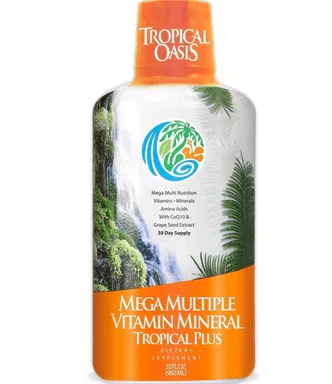 TROPICAL
OASIS
Mega-Multi Nutrition
Vitamins • Minerals
Amino Acids
With CoQ10 &
Grape Seed Extract
30 Day Supply
MEGA MULTIPLE
VITAMIN MINERAL
TROPICAL PLUS
DIETARY
SUPPLEMENT
32 FL OZ.
(960 ML)